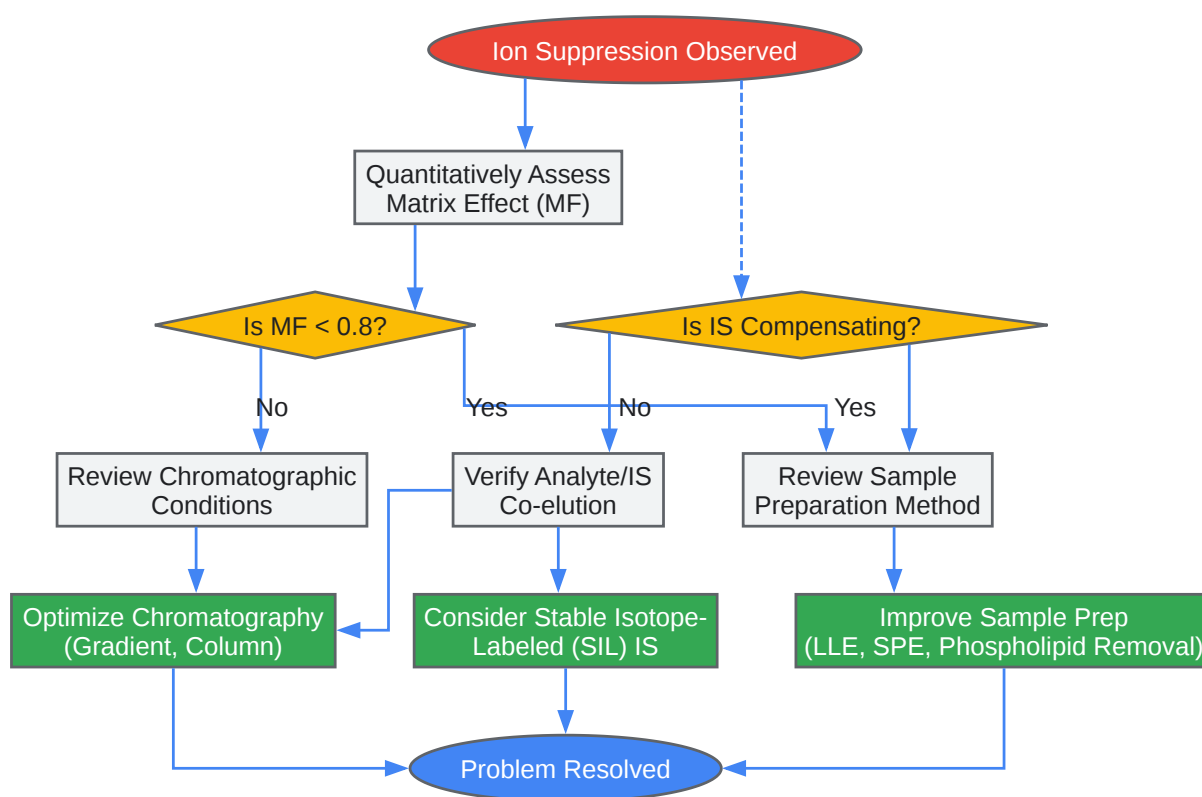 Ion Suppression Observed
Quantitatively Assess
Matrix Effect (MF)
Is MF < 0.8?
Is IS Compensating?
No
Yes
No
Yes
Review Chromatographic
Conditions
Verify Analyte/IS
Co-elution
Review Sample
Preparation Method
Optimize Chromatography
(Gradient, Column)
Consider Stable Isotope-
Labeled (SIL) IS
Improve Sample Prep
(LLE, SPE, Phospholipid Removal)
Problem Resolved